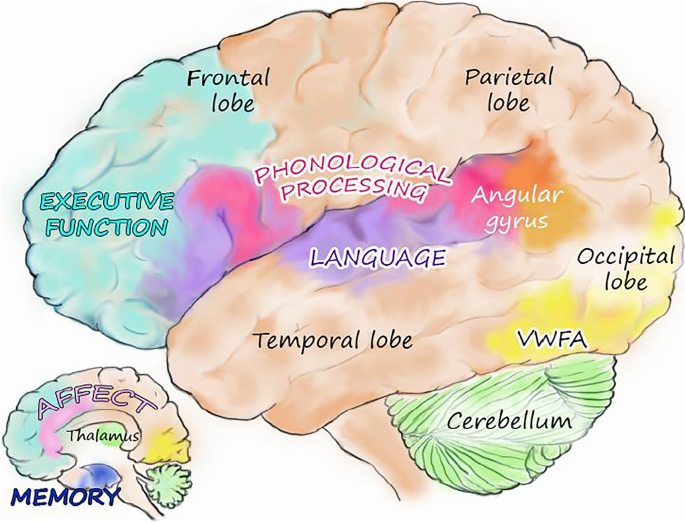 Frontal
lobe
Parietal
lobe
PHONOLOGICAL
PROCESSING
EXECUTIVE
FUNCTION
Angular
gyrus
LANGUAGE
Occipital
lobe
Temporal lobe
VWFA
AFFECT
Thalamus
Cerebellum
MEMORY